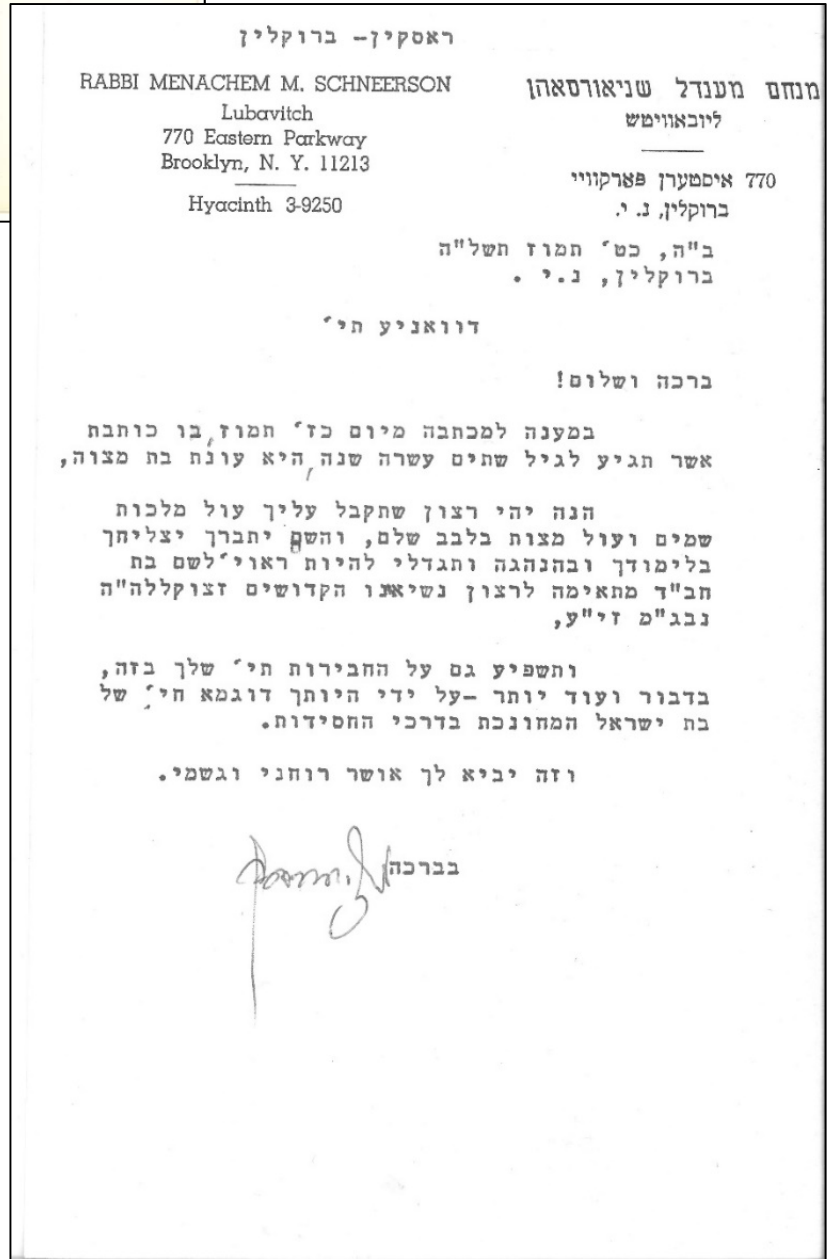 ראסקין- ברוקלין
RABBI MENACHEM M. SCHNEERSON
Lubavitch
770 Eastern Parkway
Brooklyn, N. Y. 11213
Hyacinth 3-9250
מנחם מענדל שניאורסאהן
ליובאוויטש
770 איסטערן פארקוויי
ברוקלין, נ. י.
ב"ה, כט' תמוז תשל"ה
ברוקלין, נ.י .
דוואניע תי'
ברכה ושלום!
במענה למכתבה מיום כז' תמוז, בו כותבת
אשר תגיע לגיל שתים עשרה שנה, היא עונת בת מצוה,
הנה יהי רצון שתקבל עליך עול מלכות
שמים ועול מצות בלבב שלם, והשם יתברך יצליחך
בלימודך ובהנהגה ותגדלי להיות ראוי' לשם בת
חב"ד מתאימה לרצון נשיאנו הקדושים זצוקללה"ה
נבג"מ זי"ע,
ותשפיע גם על החבירות תי' שלך בזה,
בדבור ועוד יותר -על ידי היותך דוגמא חי' של
בת ישראל המחונכת בדרכי החסידות.
וזה יביא לך אושר רוחני וגשמי.
בברכה